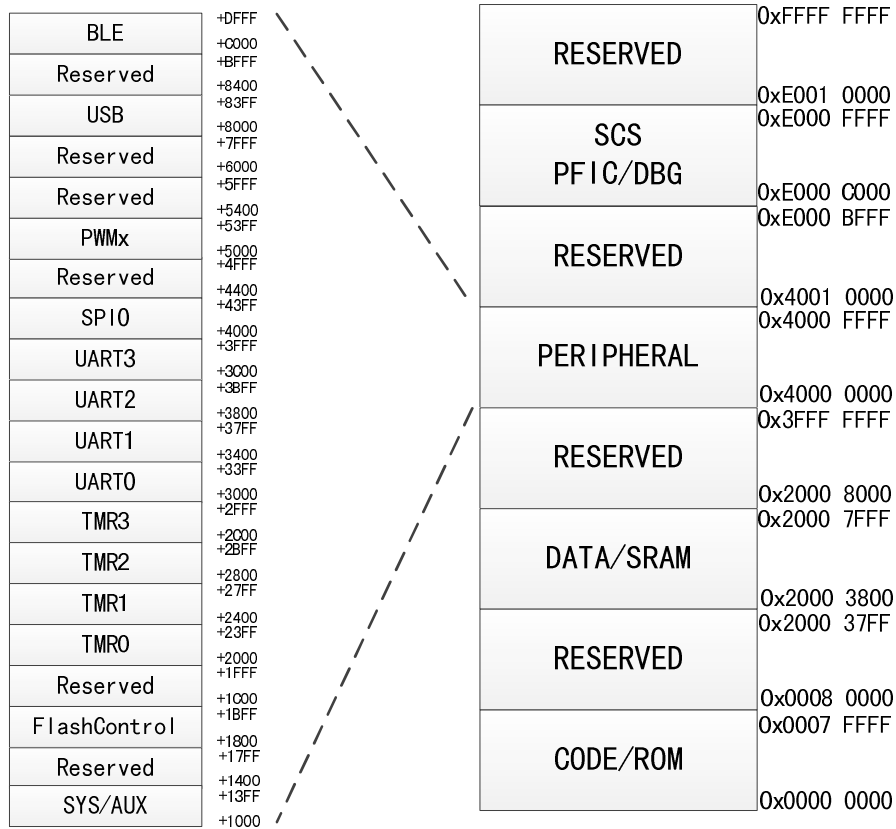 BLE
+DFFF
+C000
Reserved
+BFFF
+8400
USB
+83FF
+8000
Reserved
+7FFF
+6000
Reserved
+5FFF
+5400
PWMx
+53FF
+5000
Reserved
+4FFF
+4400
SPI0
+43FF
+4000
UART3
+3FFF
+3C00
UART2
+3BFF
+3800
UART1
+37FF
+3400
UART0
+33FF
+3000
TMR3
+2FFF
+2C00
TMR2
+2BFF
+2800
TMR1
+27FF
+2400
TMR0
+23FF
+2000
Reserved
+1FFF
+1C00
FlashControl
+1BFF
+1800
Reserved
+17FF
+1400
SYS/AUX
+13FF
+1000
RESERVED
0xFFFF FFFF
0xE001 0000
SCS
PFIC/DBG
0xE000 FFFF
0xE000 C000
RESERVED
0xE000 BFFF
0x4001 0000
PERIPHERAL
0x4000 FFFF
0x4000 0000
RESERVED
0x3FFF FFFF
0x2000 8000
DATA/SRAM
0x2000 7FFF
0x2000 3800
RESERVED
0x2000 37FF
0x0008 0000
CODE/ROM
0x0007 FFFF
0x0000 0000